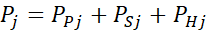 P_j = P_{Pj} + P_{Sj} + P_{Hj}